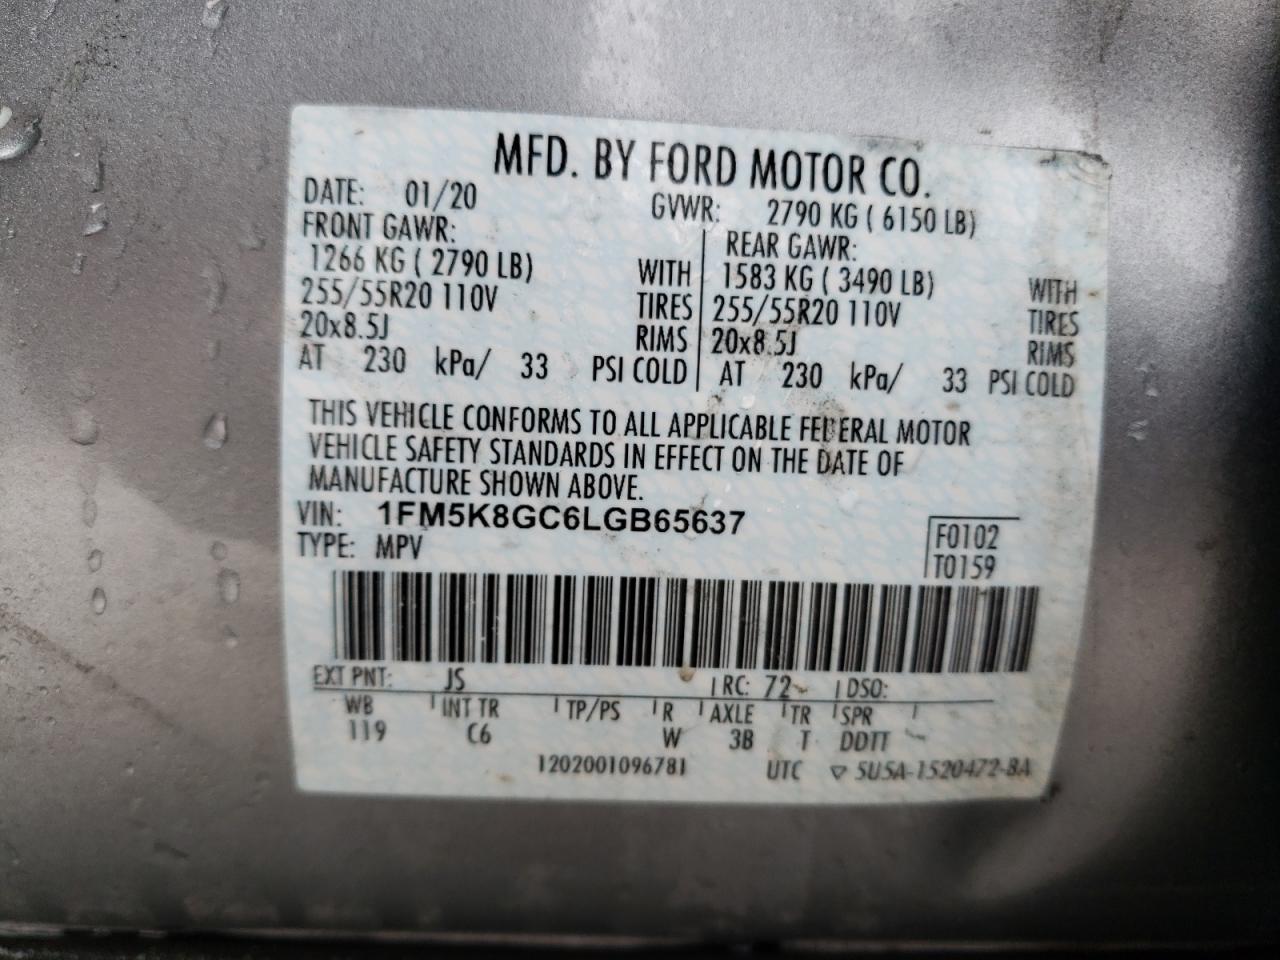 MFD. BY FORD MOTOR CO.
DATE: 01/20 GVWR: 2790 KG ( 6150 LB)
FRONT GAWR: REAR GAWR:
1266 KG ( 2790 LB) WITH 1583 KG ( 3490 LB) WITH
255/55R20 110V TIRES 255/55R20 110V TIRES
20x8.5J RIMS 20x8.5J RIMS
AT 230 kPa/ 33 PSI COLD AT 230 kPa/ 33 PSI COLD
THIS VEHICLE CONFORMS TO ALL APPLICABLE FEDERAL MOTOR
VEHICLE SAFETY STANDARDS IN EFFECT ON THE DATE OF
MANUFACTURE SHOWN ABOVE.
VIN: 1FM5K8GC6LGB65637
TYPE: MPV
F0102
T0159
EXT PNT: JS RC: 72 DSO:
WB INT TR TP/PS R AXLE TR SPR
119 C6 W 3B T DDTT
1202001096781 UTC ▽ 5U5A-1520472-BA